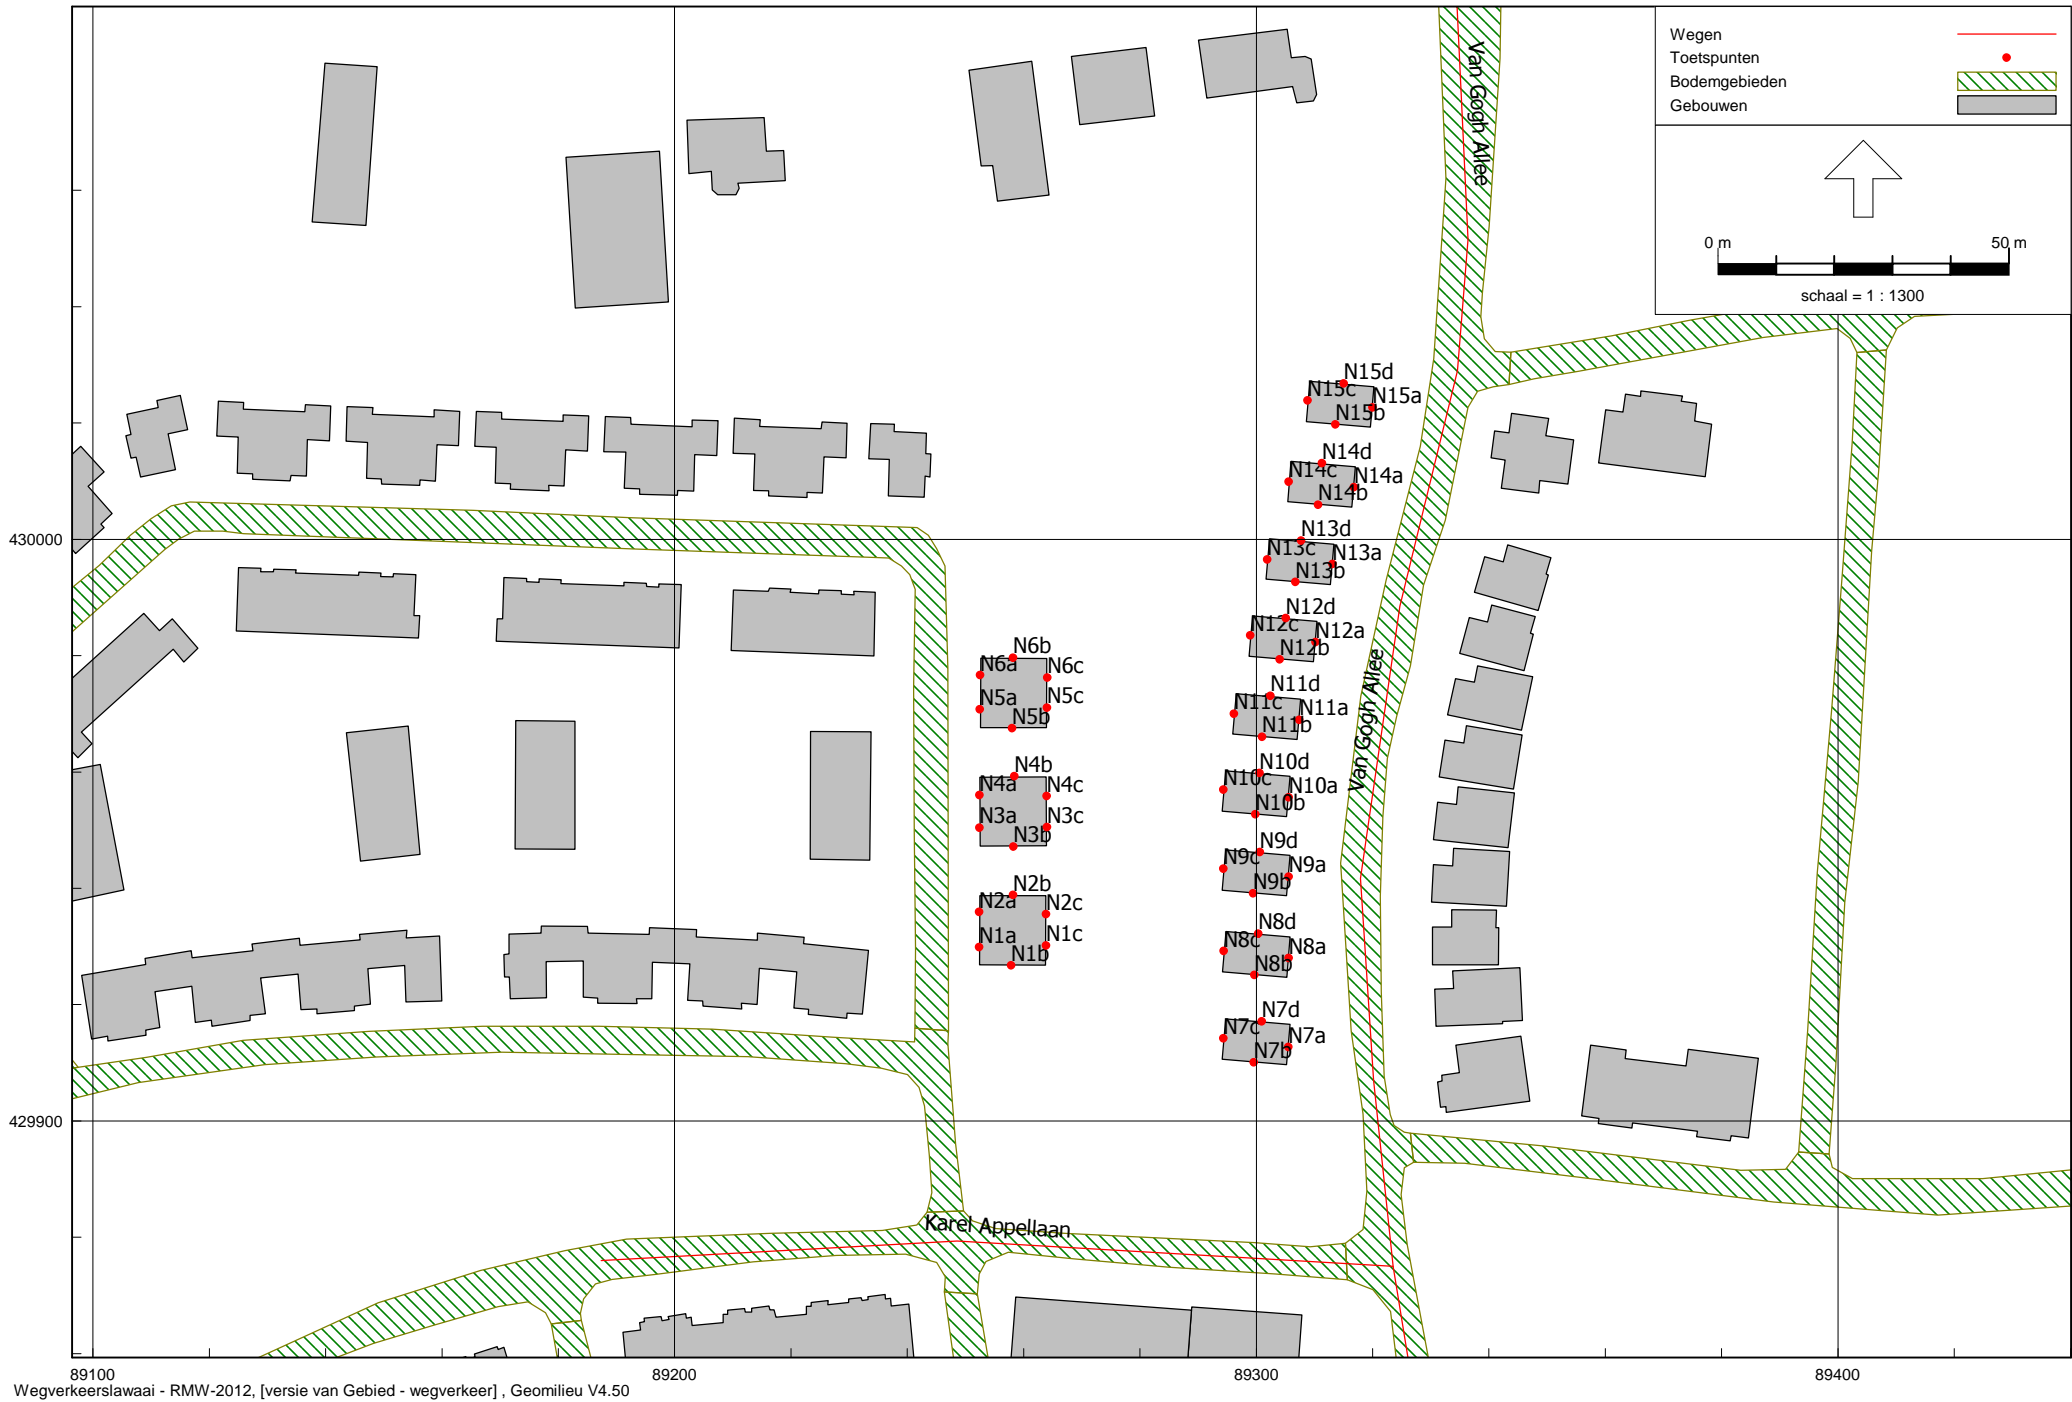 Wegen
Toetspunten
Bodemgebieden
Gebouwen
0 m
50 m
schaal = 1 : 1300
Van Gogh Allee
N15d
N15c
N15a
N15b
N14d
N14c
N14a
N14b
430000
N13d
N13c
N13a
N13b
N12d
N12c
N12a
N12b
N6b
N6a
N6c
N5a
N5c
N5b
N11d
N11c
N11a
N11b
Van Gogh Allee
N4b
N4a
N4c
N3a
N3c
N3b
N10d
N10c
N10a
N10b
N9d
N9c
N9a
N9b
N2b
N2a
N2c
N1a
N1c
N1b
N8d
N8c
N8a
N8b
N7d
N7c
N7a
N7b
429900
Karel Appellaan
89100
89200
89300
89400
Wegverkeerslawaai - RMW-2012, [versie van Gebied - wegverkeer] , Geomilieu V4.50